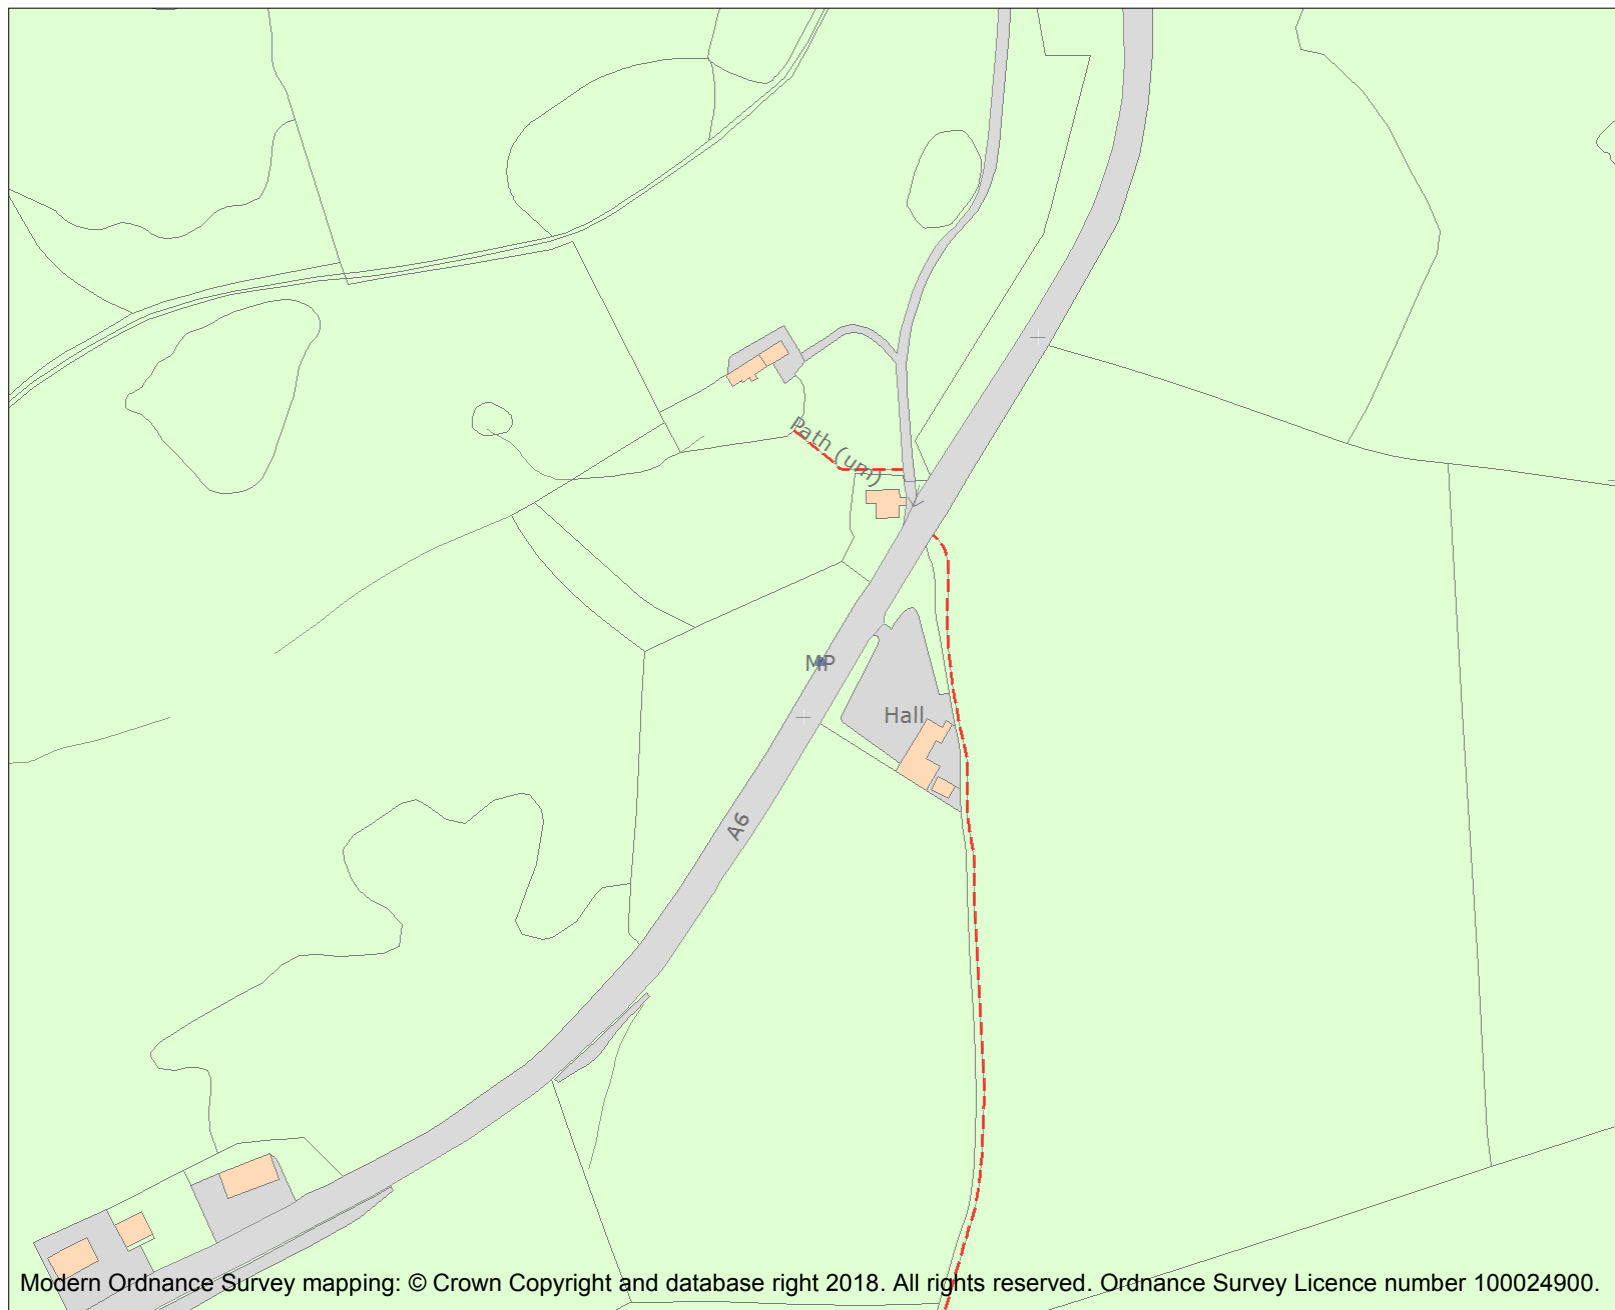 Path (um)
MP
Hall
A6
Modern Ordnance Survey mapping: © Crown Copyright and database right 2018. All rights reserved. Ordnance Survey Licence number 100024900.